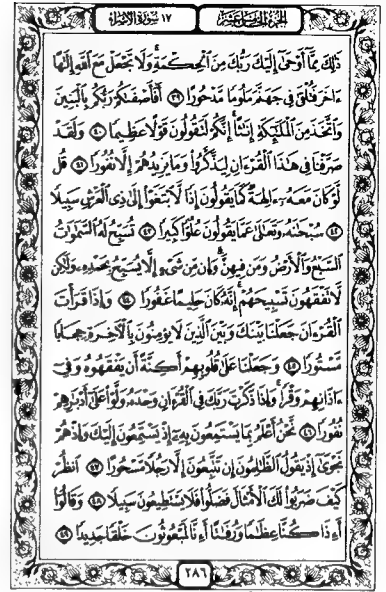 الجزء الخامس عشر ١٧ سورة الإسراء
ذَٰلِكَ مِمَّآ أَوْحَىٰٓ إِلَيْكَ رَبُّكَ مِنَ ٱلْحِكْمَةِ ۗ وَلَا تَجْعَلْ مَعَ ٱللَّهِ إِلَٰهًا
ءَاخَرَ فَتُلْقَىٰ فِى جَهَنَّمَ مَلُومًا مَّدْحُورًا ﴿٣٩﴾ أَفَأَصْفَىٰكُمْ رَبُّكُم بِٱلْبَنِينَ
وَٱتَّخَذَ مِنَ ٱلْمَلَٰٓئِكَةِ إِنَٰثًا ۚ إِنَّكُمْ لَتَقُولُونَ قَوْلًا عَظِيمًا ﴿٤٠﴾ وَلَقَدْ
صَرَّفْنَا فِى هَٰذَا ٱلْقُرْءَانِ لِيَذَّكَّرُوا۟ وَمَا يَزِيدُهُمْ إِلَّا نُفُورًا ﴿٤١﴾ قُل
لَّوْ كَانَ مَعَهُۥٓ ءَالِهَةٌ كَمَا يَقُولُونَ إِذًا لَّٱبْتَغَوْا۟ إِلَىٰ ذِى ٱلْعَرْشِ سَبِيلًا
﴿٤٢﴾ سُبْحَٰنَهُۥ وَتَعَٰلَىٰ عَمَّا يَقُولُونَ عُلُوًّا كَبِيرًا ﴿٤٣﴾ تُسَبِّحُ لَهُ ٱلسَّمَٰوَٰتُ
ٱلسَّبْعُ وَٱلْأَرْضُ وَمَن فِيهِنَّ ۚ وَإِن مِّن شَىْءٍ إِلَّا يُسَبِّحُ بِحَمْدِهِۦ وَلَٰكِن
لَّا تَفْقَهُونَ تَسْبِيحَهُمْ ۗ إِنَّهُۥ كَانَ حَلِيمًا غَفُورًا ﴿٤٤﴾ وَإِذَا قَرَأْتَ
ٱلْقُرْءَانَ جَعَلْنَا بَيْنَكَ وَبَيْنَ ٱلَّذِينَ لَا يُؤْمِنُونَ بِٱلْءَاخِرَةِ حِجَابًا
مَّسْتُورًا ﴿٤٥﴾ وَجَعَلْنَا عَلَىٰ قُلُوبِهِمْ أَكِنَّةً أَن يَفْقَهُوهُ وَفِىٓ
ءَاذَانِهِمْ وَقْرًا ۚ وَإِذَا ذَكَرْتَ رَبَّكَ فِى ٱلْقُرْءَانِ وَحْدَهُۥ وَلَّوْا۟ عَلَىٰٓ أَدْبَٰرِهِمْ
نُفُورًا ﴿٤٦﴾ نَّحْنُ أَعْلَمُ بِمَا يَسْتَمِعُونَ بِهِۦٓ إِذْ يَسْتَمِعُونَ إِلَيْكَ وَإِذْ هُمْ
نَجْوَىٰٓ إِذْ يَقُولُ ٱلظَّٰلِمُونَ إِن تَتَّبِعُونَ إِلَّا رَجُلًا مَّسْحُورًا ﴿٤٧﴾ ٱنظُرْ
كَيْفَ ضَرَبُوا۟ لَكَ ٱلْأَمْثَالَ فَضَلُّوا۟ فَلَا يَسْتَطِيعُونَ سَبِيلًا ﴿٤٨﴾ وَقَالُوٓا۟
أَءِذَا كُنَّا عِظَٰمًا وَرُفَٰتًا أَءِنَّا لَمَبْعُوثُونَ خَلْقًا جَدِيدًا ﴿٤٩﴾
٢٨٦